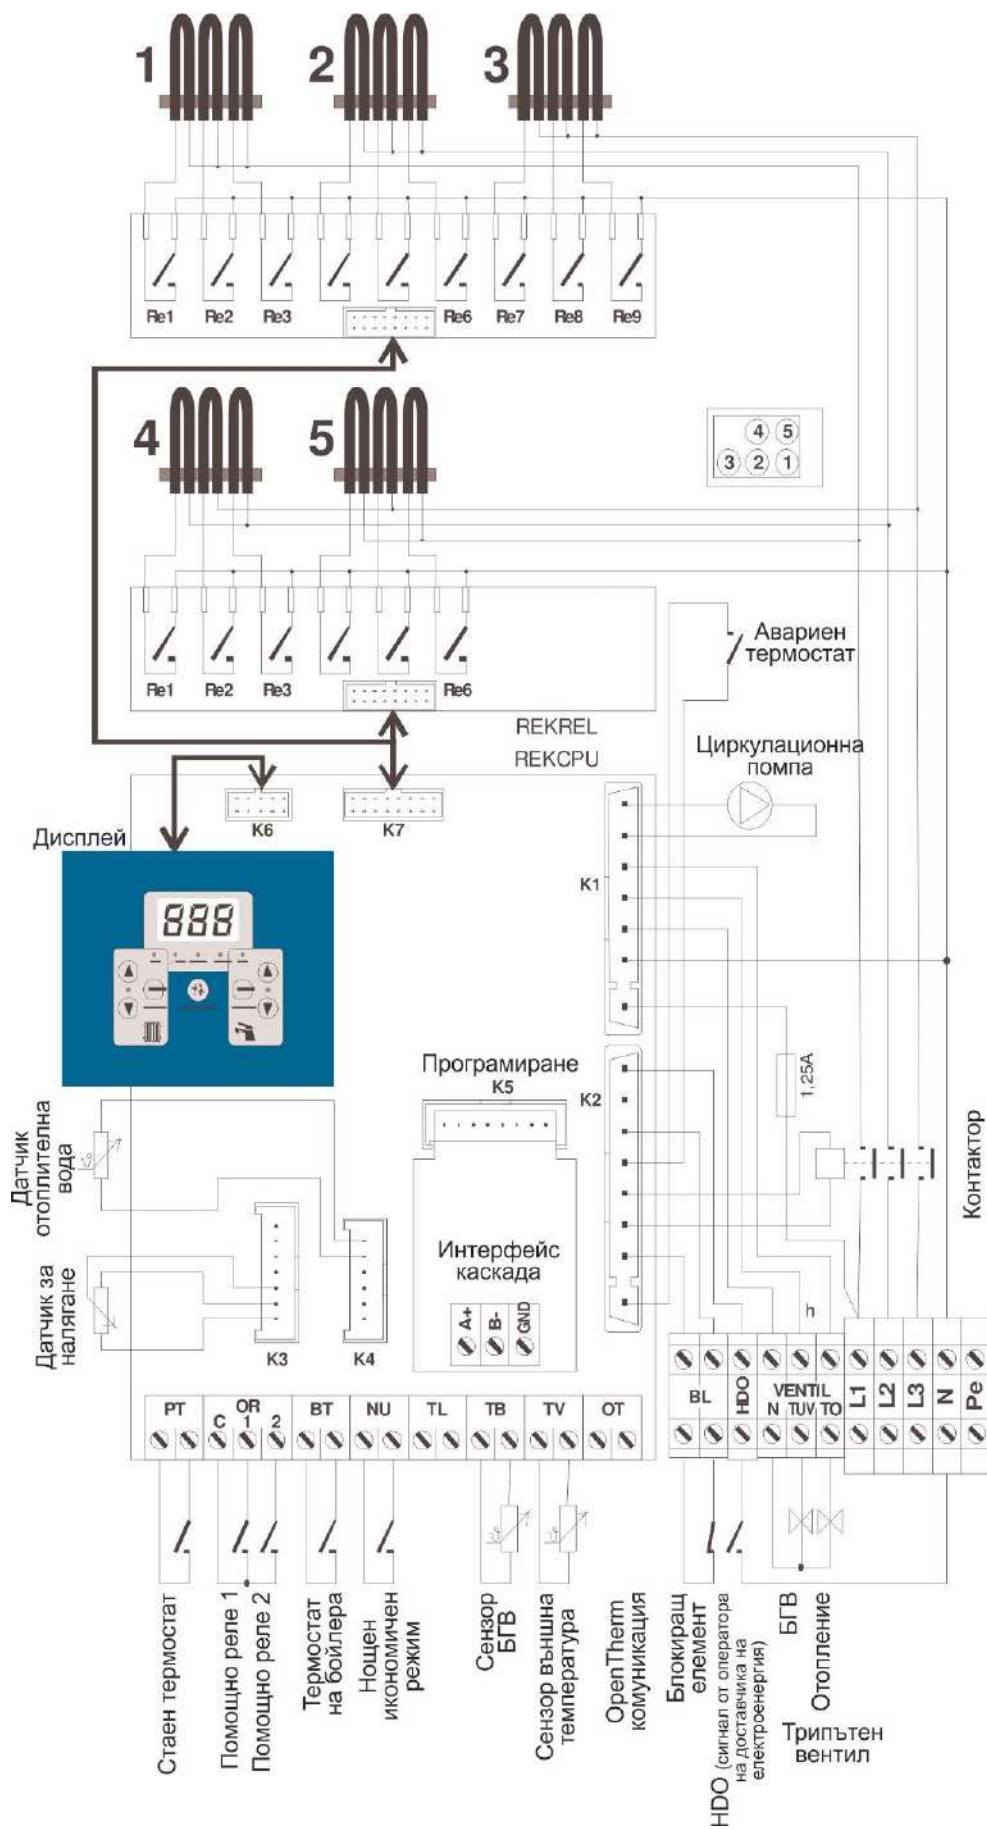 1
2
3
Re1
Re2
Re3
Re6
Re7
Re8
Re9
4
5
4
5
3
2
1
Re1
Re2
Re3
Re6
Авариен
термостат
REKREL
REKCPU
Циркулационна
помпа
K6
K7
Дисплей
K1
888
Програмиране
K5
K2
1,25A
Датчик
отоплителна
вода
Контактор
Интерфейс
каскада
A+
B-
GND
Датчик за
налягане
K3
K4
h
PT
OR
C
1
2
BT
NU
TL
TB
TV
OT
BL
HDO
VENTIL
N
TUV
TO
L1
L2
L3
N
Pe
Стаен термостат
Помощно реле 1
Помощно реле 2
Термостат
на бойлера
Нощен
икономичен
режим
Сензор
БГВ
Сензор външна
температура
OpenTherm
комуникация
Блокиращ
елемент
HDO (сигнал от оператора
на доставчика на
електроенергия)
БГВ
Отопление
Трипътен
вентил